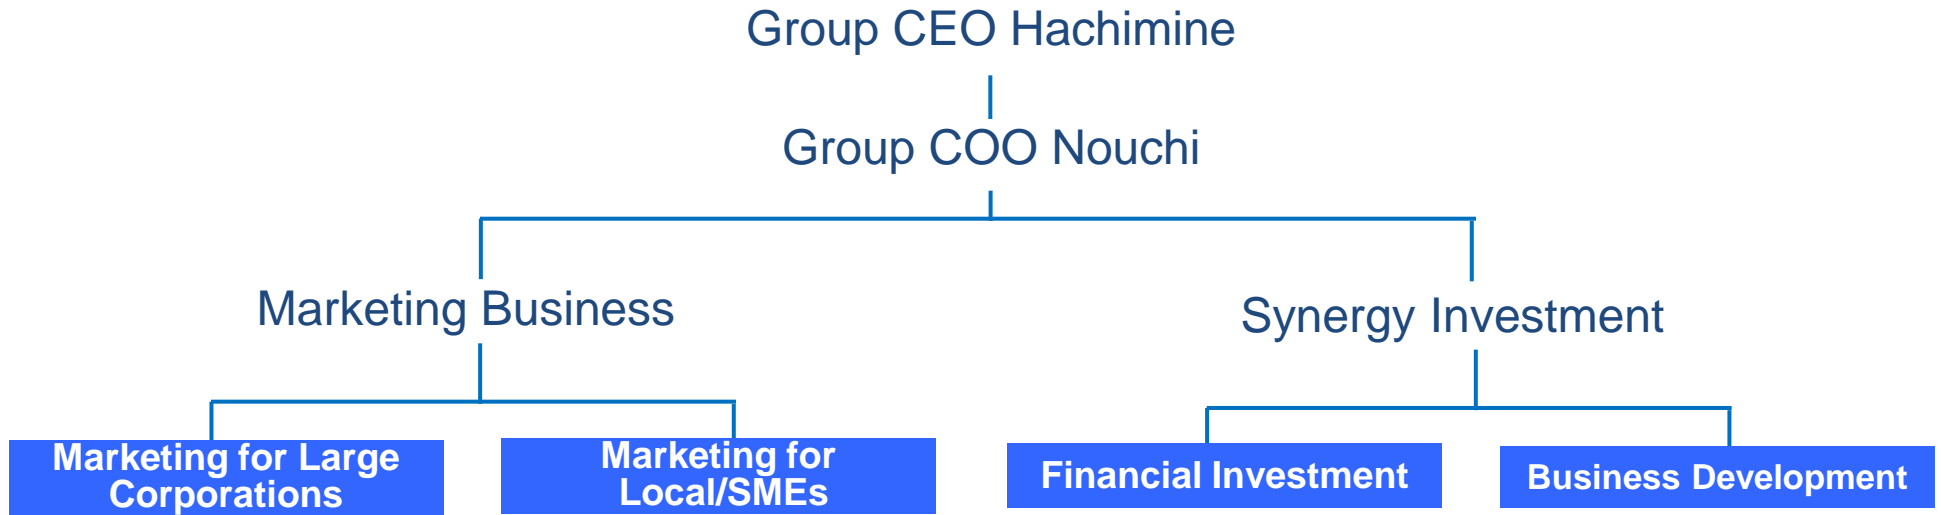 Group CEO Hachimine
Group COO Nouchi
Marketing Business
Synergy Investment
Marketing for Large
Corporations
Marketing for
Local/SMEs
Financial Investment
Business Development